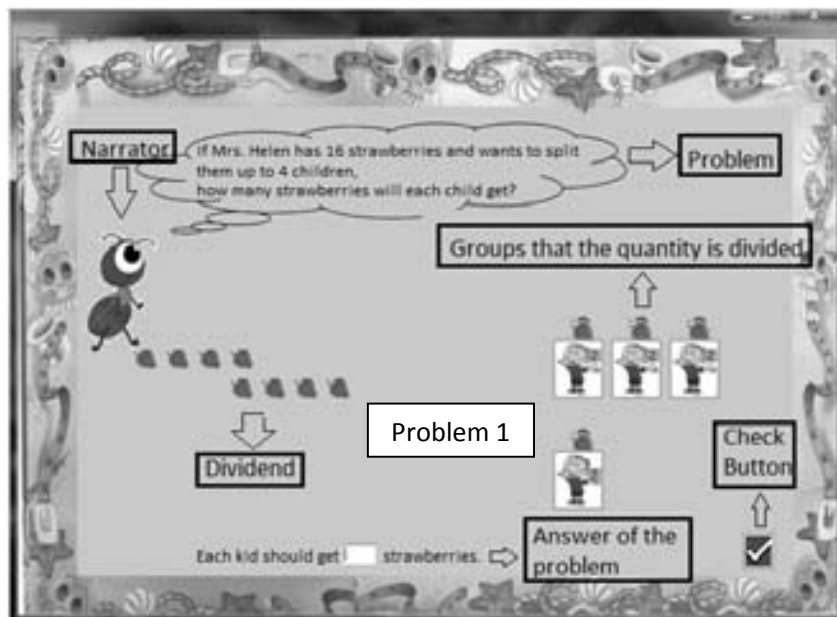 Narrator
If Mrs. Helen has 16 strawberries and wants to split
them up to 4 children,
how many strawberries will each child get?
Problem
Groups that the quantity is divided
Problem 1
Dividend
Check
Button
Each kid should get strawberries.
Answer of the
problem